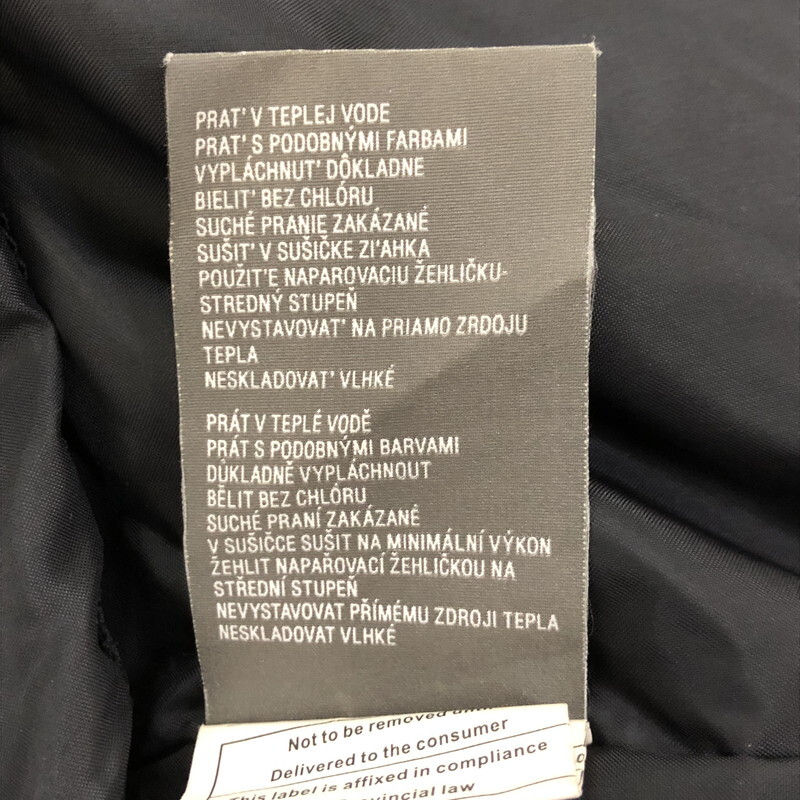 PRAT' V TEPLEJ VODE
PRAT' S PODOBNÝMI FARBAMI
VYPLÁCHNUT' DÔKLADNE
BIELIT' BEZ CHLÓRU
SUCHÉ PRANIE ZAKÁZANÉ
SUŠIT' V SUŠIČKE ZI'AHKA
POUŽIT'E NAPAROVACIU ŽEHLIČKU-
STREDNÝ STUPEŇ
NEVYSTAVOVAT' NA PRIAMO ZRDOJU
TEPLA
NESKLADOVAT' VLHKÉ
PRÁT V TEPLÉ VODĚ
PRÁT S PODOBNÝMI BARVAMI
DŮKLADNĚ VYPLÁCHNOUT
BĚLIT BEZ CHLÓRU
SUCHÉ PRANÍ ZAKÁZANÉ
V SUŠIČCE SUŠIT NA MINIMÁLNÍ VÝKON
ŽEHLIT NAPAŘOVACÍ ŽEHLIČKOU NA
STŘEDNÍ STUPEŇ
NEVYSTAVOVAT PŘÍMÉMU ZDROJI TEPLA
NESKLADOVAT VLHKÉ
Not to be removed until
Delivered to the consumer
This label is affixed in compliance
law